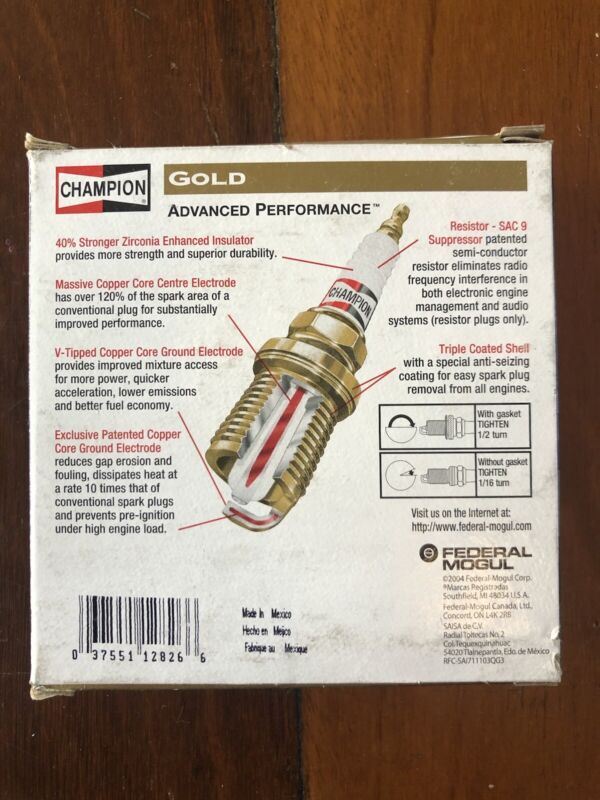 CHAMPION
®
GOLD
ADVANCED PERFORMANCE™
40% Stronger Zirconia Enhanced Insulator
provides more strength and superior durability.
Massive Copper Core Centre Electrode
has over 120% of the spark area of a
conventional plug for substantially
improved performance.
V-Tipped Copper Core Ground Electrode
provides improved mixture access
for more power, quicker
acceleration, lower emissions
and better fuel economy.
Exclusive Patented Copper
Core Ground Electrode
reduces gap erosion and
fouling, dissipates heat at
a rate 10 times that of
conventional spark plugs
and prevents pre-ignition
under high engine load.
CHAMPION
Resistor - SAC 9
Suppressor patented
semi-conductor
resistor eliminates radio
frequency interference in
both electronic engine
management and audio
systems (resistor plugs only).
Triple Coated Shell
with a special anti-seizing
coating for easy spark plug
removal from all engines.
With gasket
TIGHTEN
1/2 turn
Without gasket
TIGHTEN
1/16 turn
Visit us on the Internet at:
http://www.federal-mogul.com
FEDERAL
MOGUL
©2004 Federal-Mogul Corp.
®Marcas Registradas
Southfield, MI 48034 U.S.A.
Federal-Mogul Canada, Ltd.,
Concord, ON L4K 2R8
SAISA de C.V.
Radial Toltecas No. 2
Col. Tequexquinahuac
54020 Tlalnepantla, Edo. de México
RFC-SAI711103QG3
Made in Mexico
Hecho en Mejico
Fabrique au Mexique
0 37551 12826 6